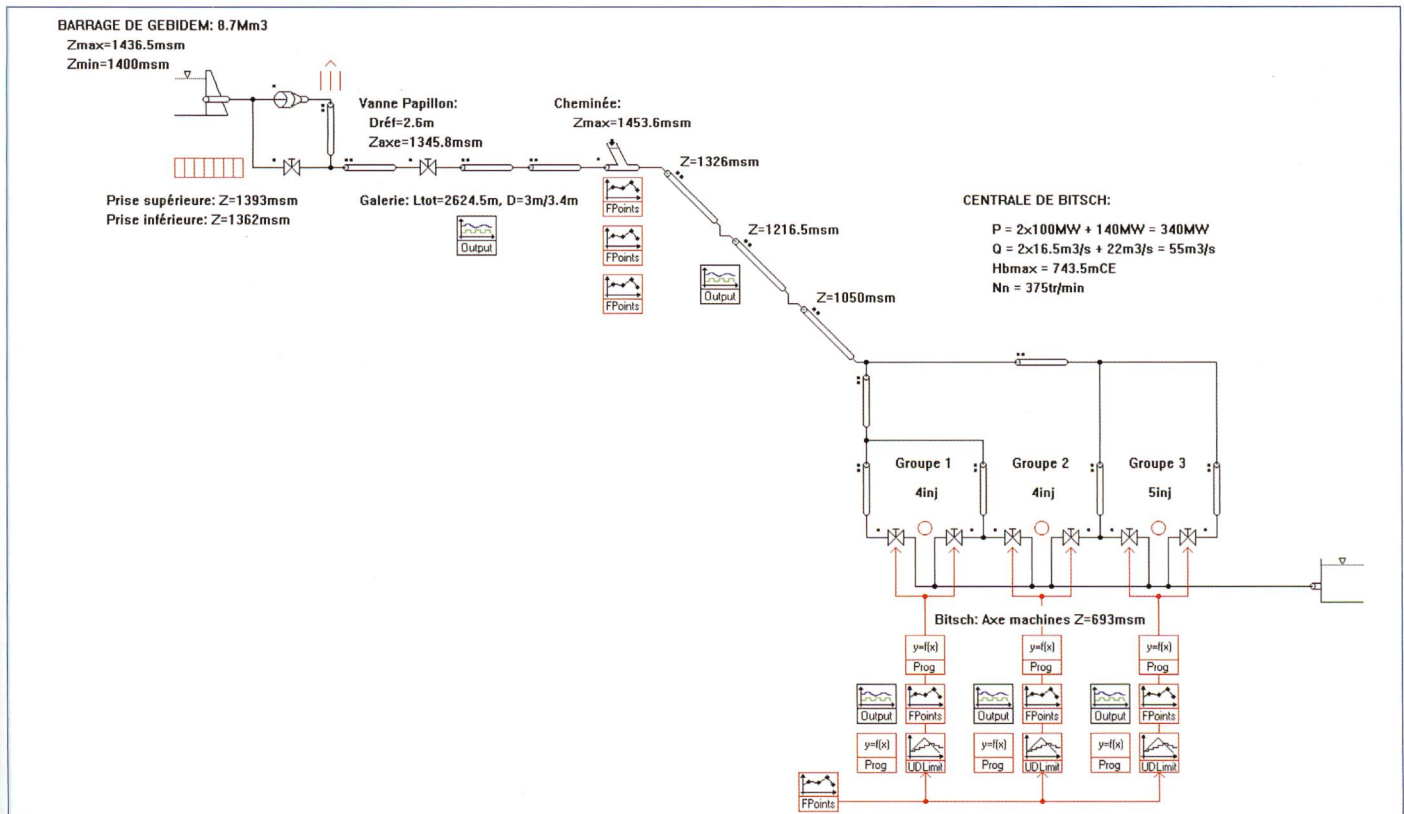 BARRAGE DE GEBIDEM: 8.7Mm3
Zmax=1436.5msm
Zmin=1400msm
Vanne Papillon:
Dréf=2.6m
Zaxe=1345.8msm
Cheminée:
Zmax=1453.6msm
Z=1326msm
Prise supérieure: Z=1393msm
Prise inférieure: Z=1362msm
Galerie: Ltot=2624.5m, D=3m/3.4m
Output
FPoints
FPoints
FPoints
Z=1216.5msm
Output
Z=1050msm
CENTRALE DE BITSCH:
P = 2x100MW + 140MW = 340MW
Q = 2x16.5m3/s + 22m3/s = 55m3/s
Hbmax = 743.5mCE
Nn = 375tr/min
Groupe 1
4inj
Groupe 2
4inj
Groupe 3
5inj
Bitsch: Axe machines Z=693msm
y=f(x)
Prog
y=f(x)
Prog
y=f(x)
Prog
Output
FPoints
Output
FPoints
Output
FPoints
y=f(x)
Prog
UDLimit
y=f(x)
Prog
UDLimit
y=f(x)
Prog
UDLimit
FPoints